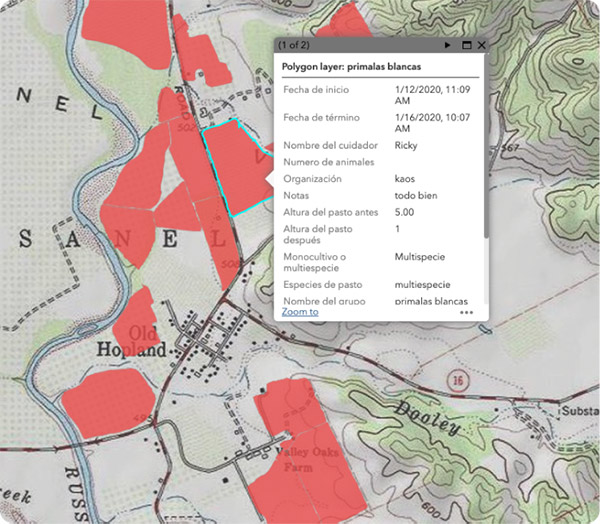 (1 of 2)
Polygon layer: primalas blancas
Fecha de inicio 1/12/2020, 11:09 AM
Fecha de término 1/16/2020, 10:07 AM
Nombre del cuidador Ricky
Numero de animales
Organización kaos
Notas todo bien
Altura del pasto antes 5.00
Altura del pasto después 1
Monocultivo o multiespecie Multispecie
Especies de pasto multiespecie
Nombre del grupo primalas blancas
Zoom to
NEL
ROAD
502
567
SANEL
508
Old
Hopland
16
495
Dooley
Substa
Valley Oaks
Farm
600
RUSS
reek